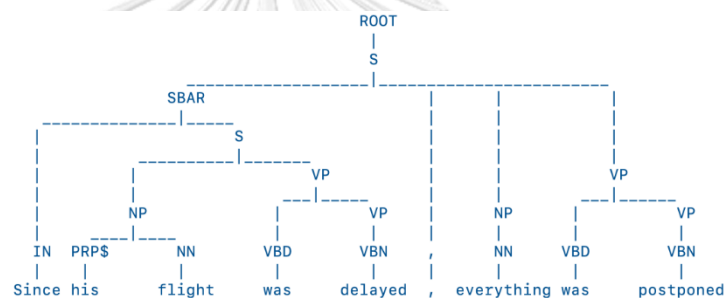 ROOT
S
SBAR
S
VP VP
NP VP NP VP
IN PRP$ NN VBD VBN , NN VBD VBN
Since his flight was delayed , everything was postponed